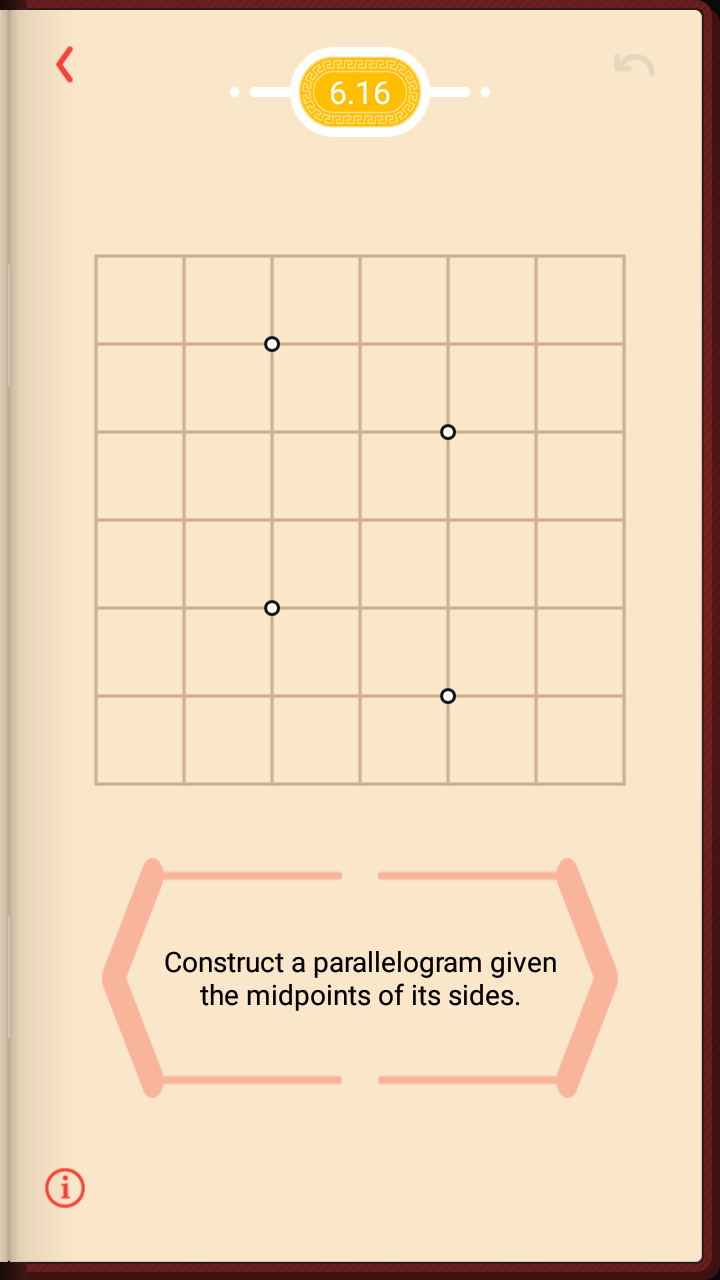 6.16
Construct a parallelogram given
the midpoints of its sides.
i